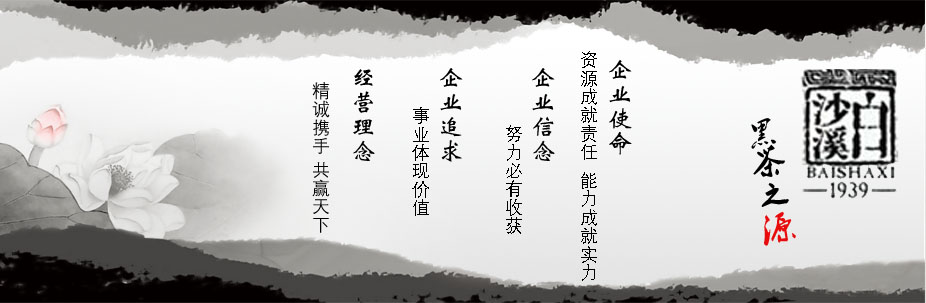 白沙溪
BAISHAXI
1939
黑茶之源
企业使命
资源成就责任 能力成就实力
企业信念
努力必有收获
企业追求
事业体现价值
经营理念
精诚携手 共赢天下